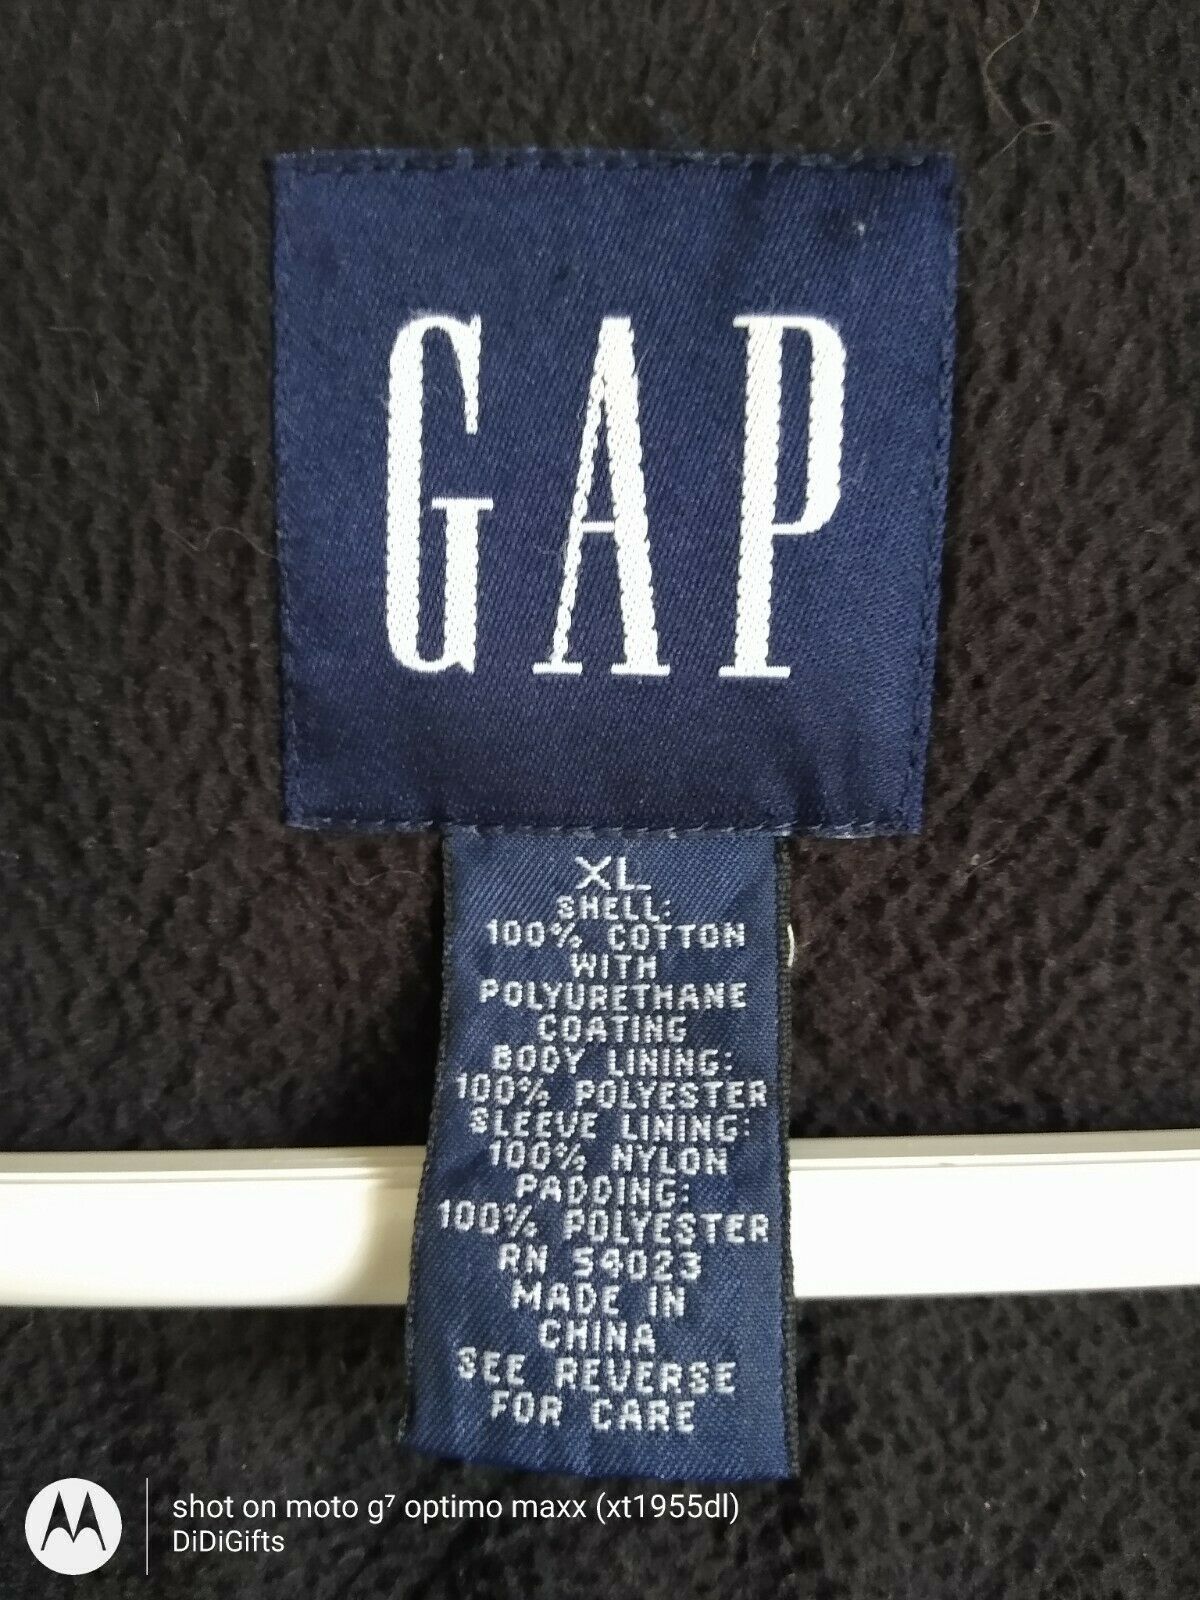 GAP
XL
SHELL:
100% COTTON
WITH
POLYURETHANE
COATING
BODY LINING:
100% POLYESTER
SLEEVE LINING:
100% NYLON
PADDING:
100% POLYESTER
RN 54023
MADE IN
CHINA
SEE REVERSE
FOR CARE
shot on moto g⁷ optimo maxx (xt1955dl)
DiDiGifts